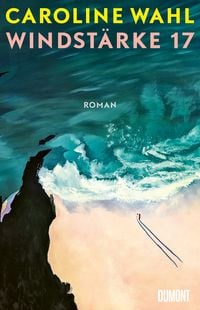 CAROLINE WAHL
WINDSTÄRKE 17
ROMAN
DUMONT